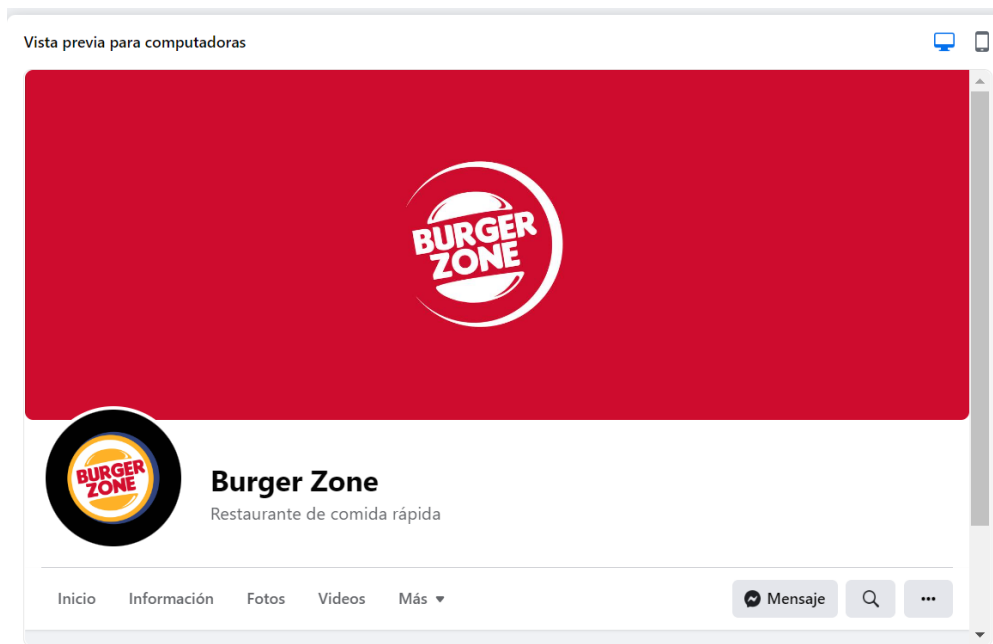 Vista previa para computadoras
BURGER
ZONE
BURGER
ZONE
Burger Zone
Restaurante de comida rápida
Inicio Información Fotos Videos Más Mensaje